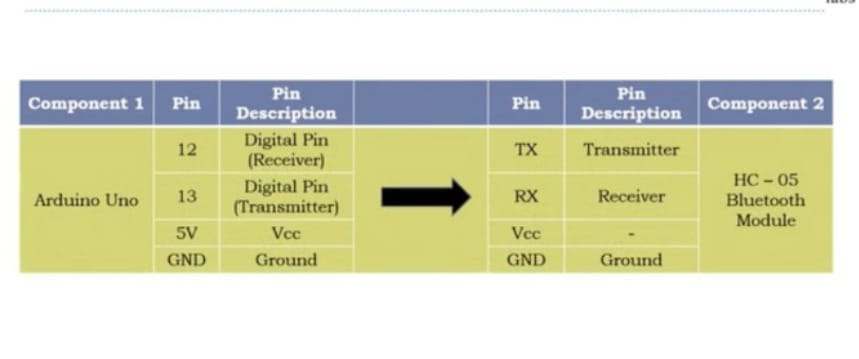 Component 1 Pin Pin Description Pin Pin Description Component 2
Arduino Uno 12 Digital Pin (Receiver) TX Transmitter HC – 05 Bluetooth Module
13 Digital Pin (Transmitter) RX Receiver
5V Vcc Vcc -
GND Ground GND Ground